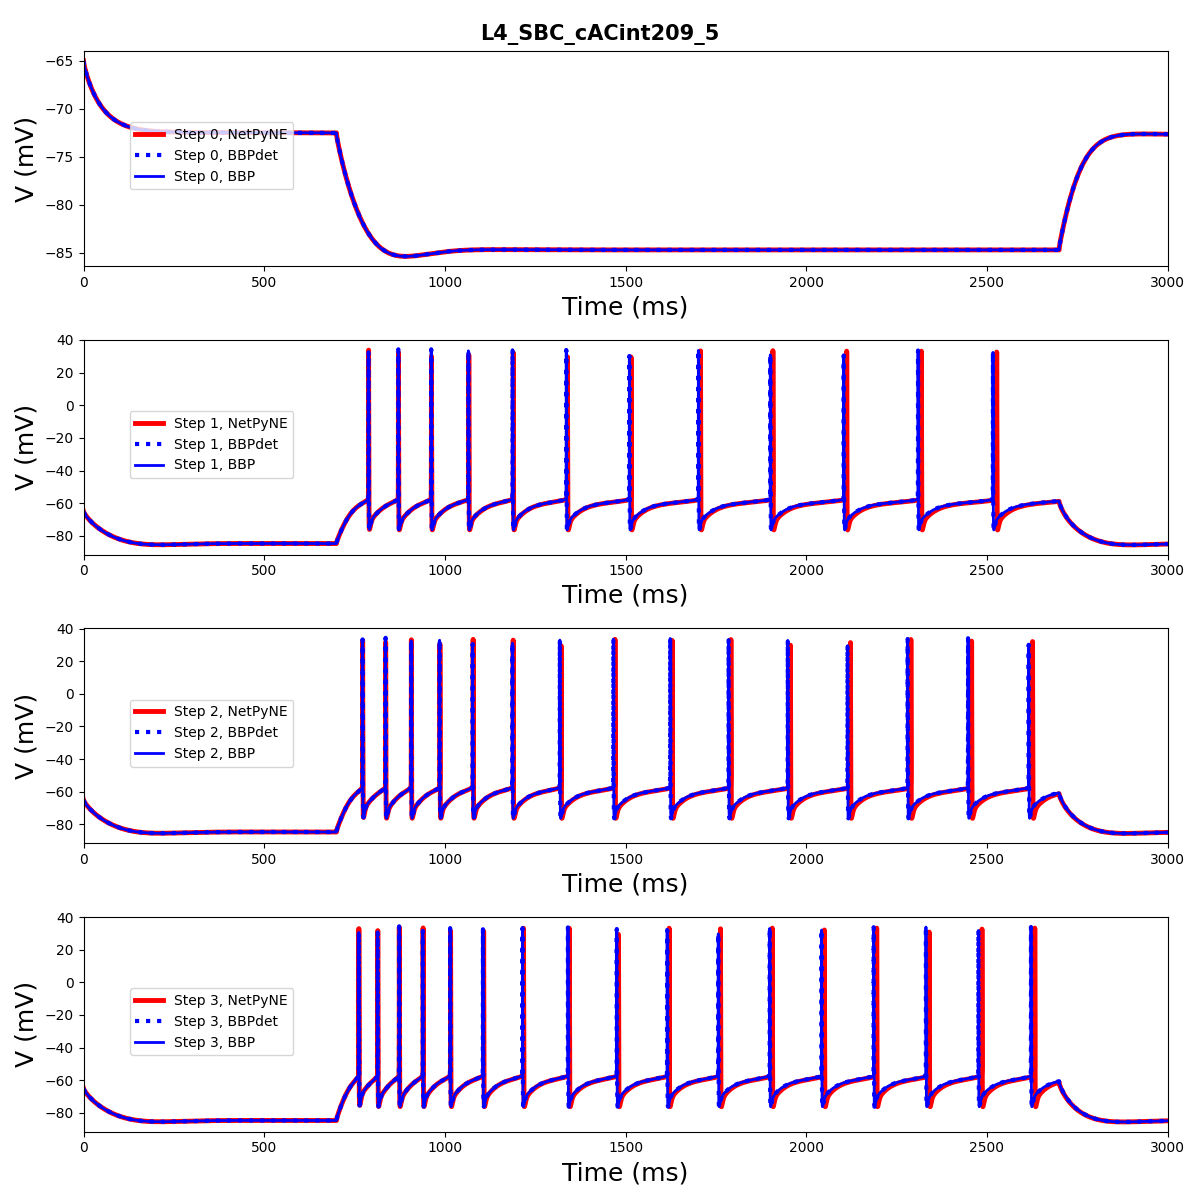 L4_SBC_cACint209_5
−65
−70
−75
−80
−85
V (mV)
Step 0, NetPyNE
Step 0, BBPdet
Step 0, BBP
0 500 1000 1500 2000 2500 3000
Time (ms)
40
20
0
−20
−40
−60
−80
V (mV)
Step 1, NetPyNE
Step 1, BBPdet
Step 1, BBP
0 500 1000 1500 2000 2500 3000
Time (ms)
40
20
0
−20
−40
−60
−80
V (mV)
Step 2, NetPyNE
Step 2, BBPdet
Step 2, BBP
0 500 1000 1500 2000 2500 3000
Time (ms)
40
20
0
−20
−40
−60
−80
V (mV)
Step 3, NetPyNE
Step 3, BBPdet
Step 3, BBP
0 500 1000 1500 2000 2500 3000
Time (ms)